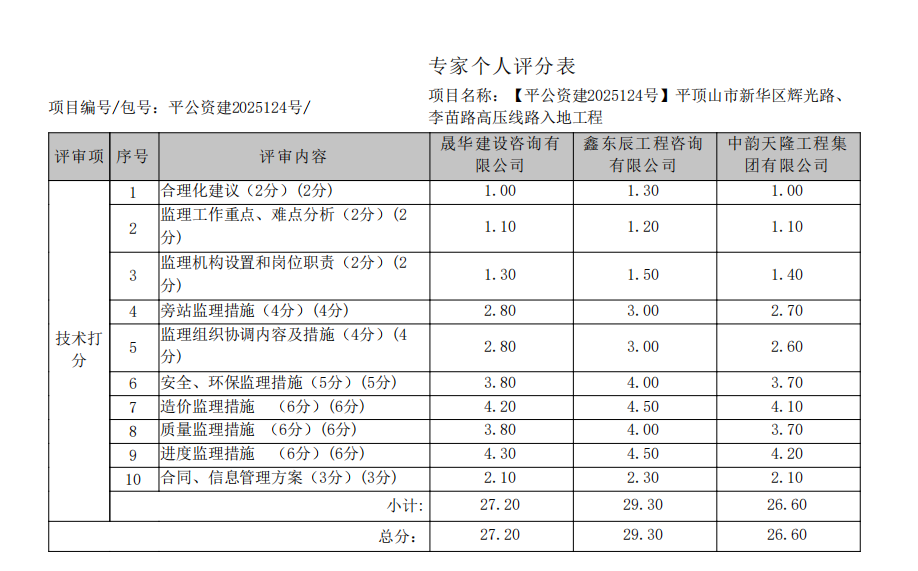 专家个人评分表
项目编号/包号：平公资建2025124号/
项目名称：【平公资建2025124号】平顶山市新华区辉光路、
李苗路高压线路入地工程
评审项 序号 评审内容 晟华建设咨询有 鑫东辰工程咨询 中韵天隆工程集
限公司 有限公司 团有限公司
1 合理化建议（2分）(2分) 1.00 1.30 1.00
2 监理工作重点、难点分析（2分）(2
分) 1.10 1.20 1.10
3 监理机构设置和岗位职责（2分）(2
分) 1.30 1.50 1.40
4 旁站监理措施（4分）(4分) 2.80 3.00 2.70
技术打
分
5 监理组织协调内容及措施（4分）(4
分) 2.80 3.00 2.60
6 安全、环保监理措施（5分）(5分) 3.80 4.00 3.70
7 造价监理措施 （6分）(6分) 4.20 4.50 4.10
8 质量监理措施 （6分）(6分) 3.80 4.00 3.70
9 进度监理措施 （6分）(6分) 4.30 4.50 4.20
10 合同、信息管理方案（3分）(3分) 2.10 2.30 2.10
小计: 27.20 29.30 26.60
总分： 27.20 29.30 26.60